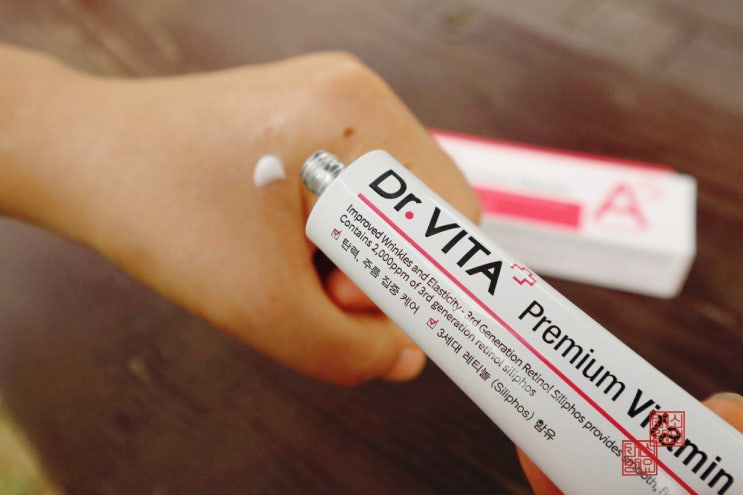 Dr. VITA
Premium Vitamin
Improved Wrinkles and Elasticity - 3rd Generation Retinol Siliphos provides smooth,
Contains 2,000ppm of 3rd generation retinol siliphos
탄력, 주름 집중 케어
3세대 레티놀 (Siliphos) 함유
A